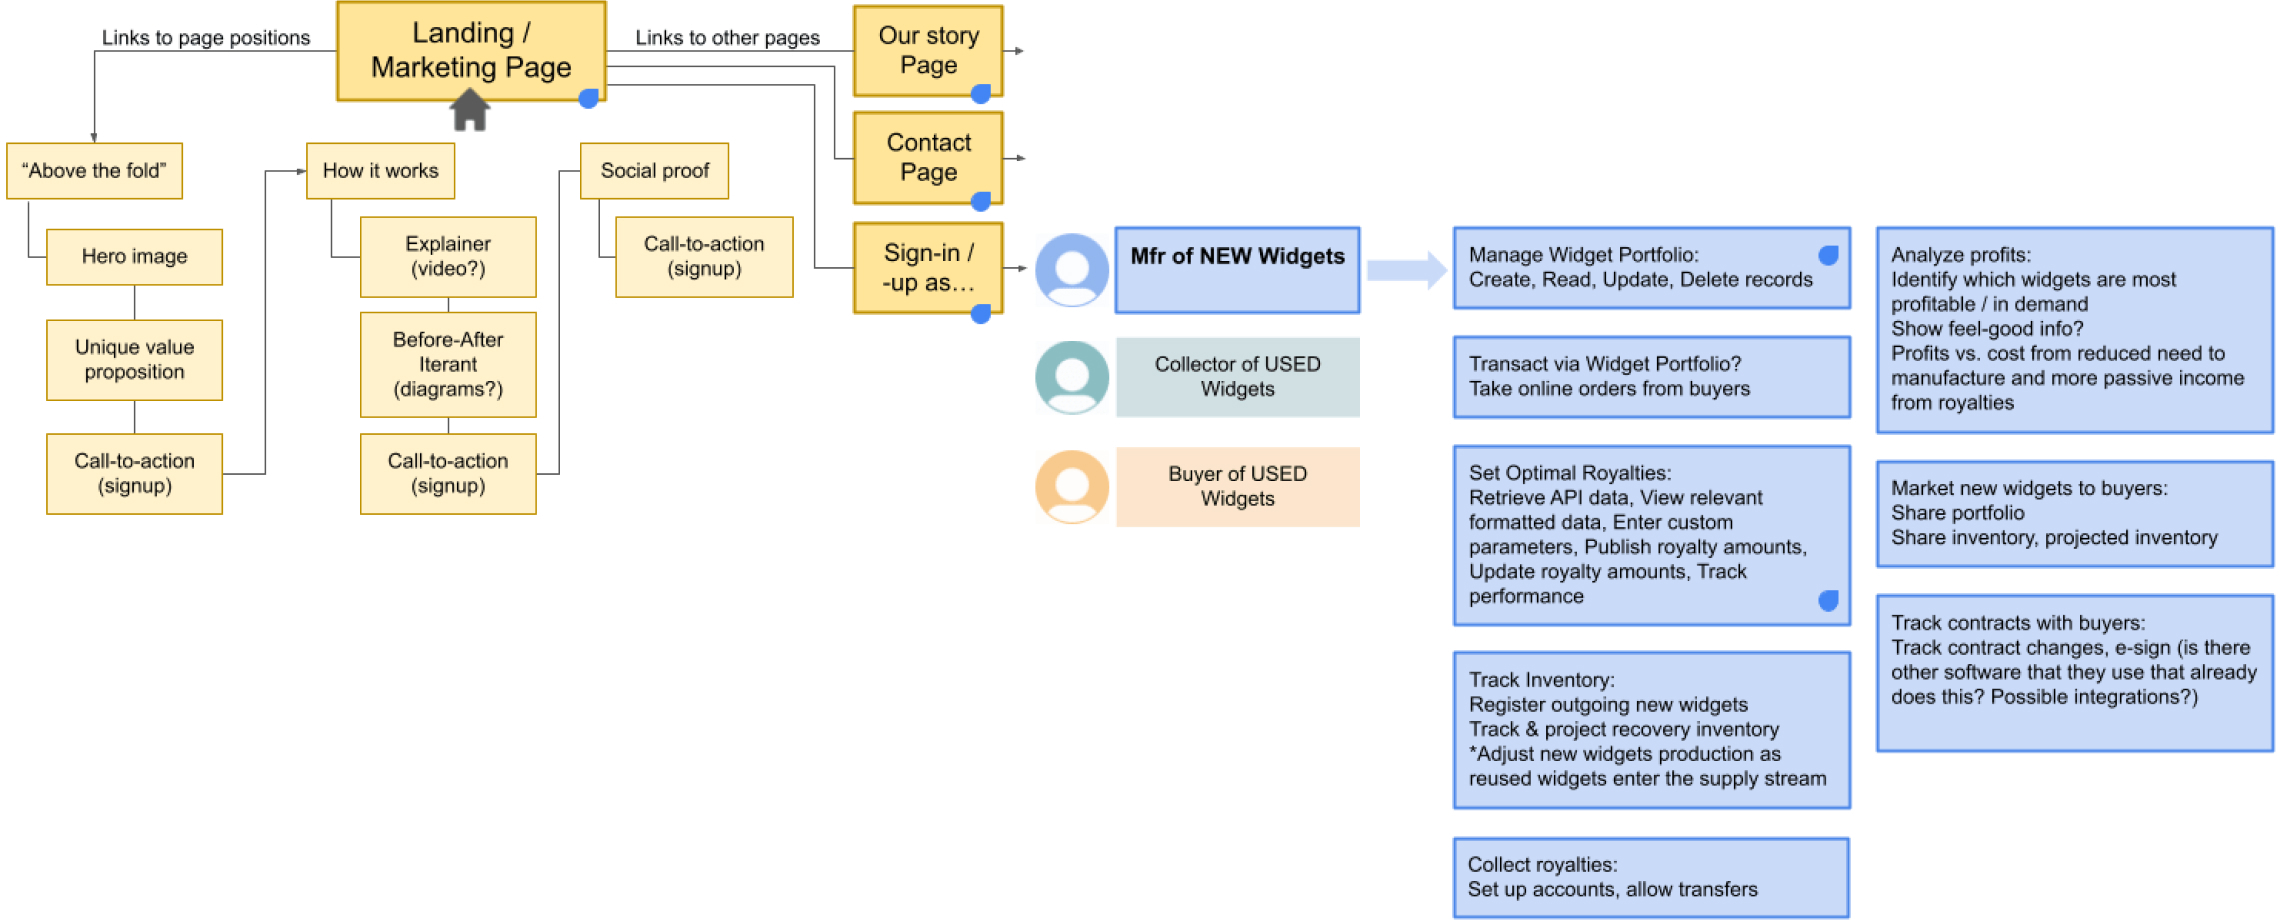 Landing /
Marketing Page
Links to page positions
Links to other pages
Our story
Page
Contact
Page
Sign-in /
-up as…
“Above the fold”
Hero image
Unique value
proposition
Call-to-action
(signup)
How it works
Explainer
(video?)
Before-After
Iterant
(diagrams?)
Call-to-action
(signup)
Social proof
Call-to-action
(signup)
Mfr of NEW Widgets
Collector of USED
Widgets
Buyer of USED
Widgets
Manage Widget Portfolio:
Create, Read, Update, Delete records
Transact via Widget Portfolio?
Take online orders from buyers
Set Optimal Royalties:
Retrieve API data, View relevant
formatted data, Enter custom
parameters, Publish royalty amounts,
Update royalty amounts, Track
performance
Track Inventory:
Register outgoing new widgets
Track & project recovery inventory
*Adjust new widgets production as
reused widgets enter the supply stream
Collect royalties:
Set up accounts, allow transfers
Analyze profits:
Identify which widgets are most
profitable / in demand
Show feel-good info?
Profits vs. cost from reduced need to
manufacture and more passive income
from royalties
Market new widgets to buyers:
Share portfolio
Share inventory, projected inventory
Track contracts with buyers:
Track contract changes, e-sign (is there
other software that they use that already
does this? Possible integrations?)